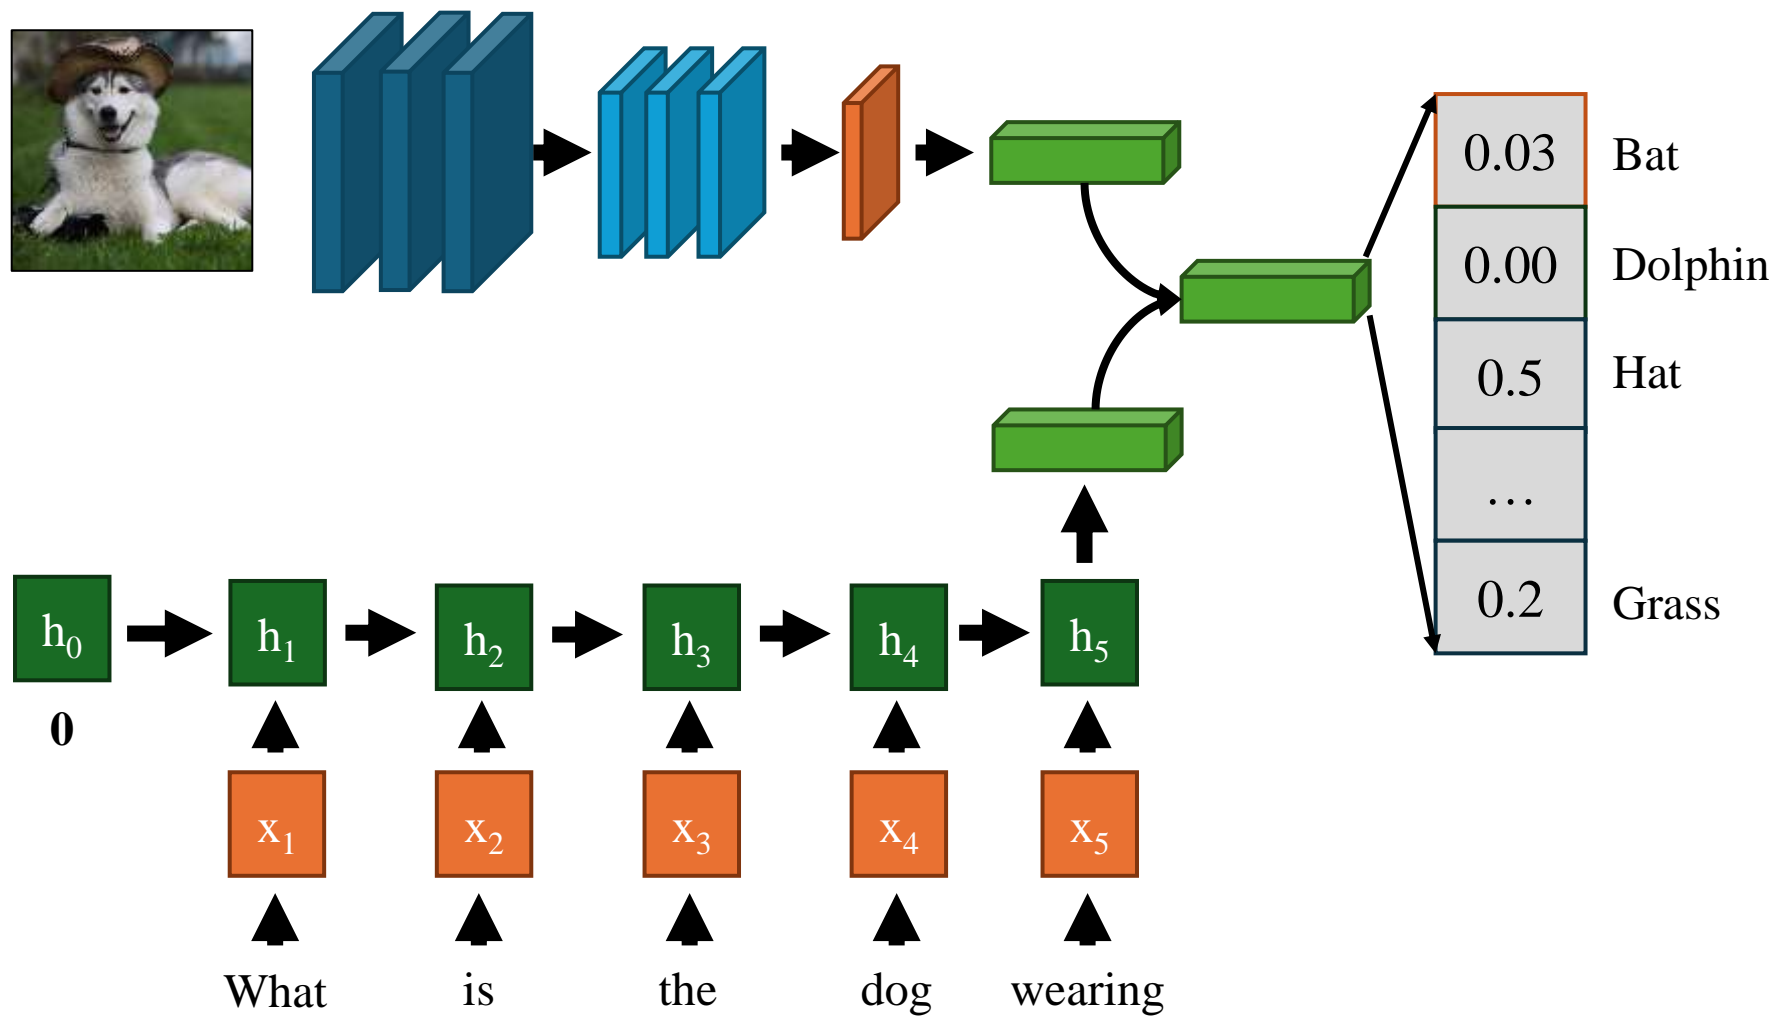 0.03 Bat
0.00 Dolphin
0.5 Hat
...
0.2 Grass
h0 h1 h2 h3 h4 h5
0
x1 x2 x3 x4 x5
What is the dog wearing